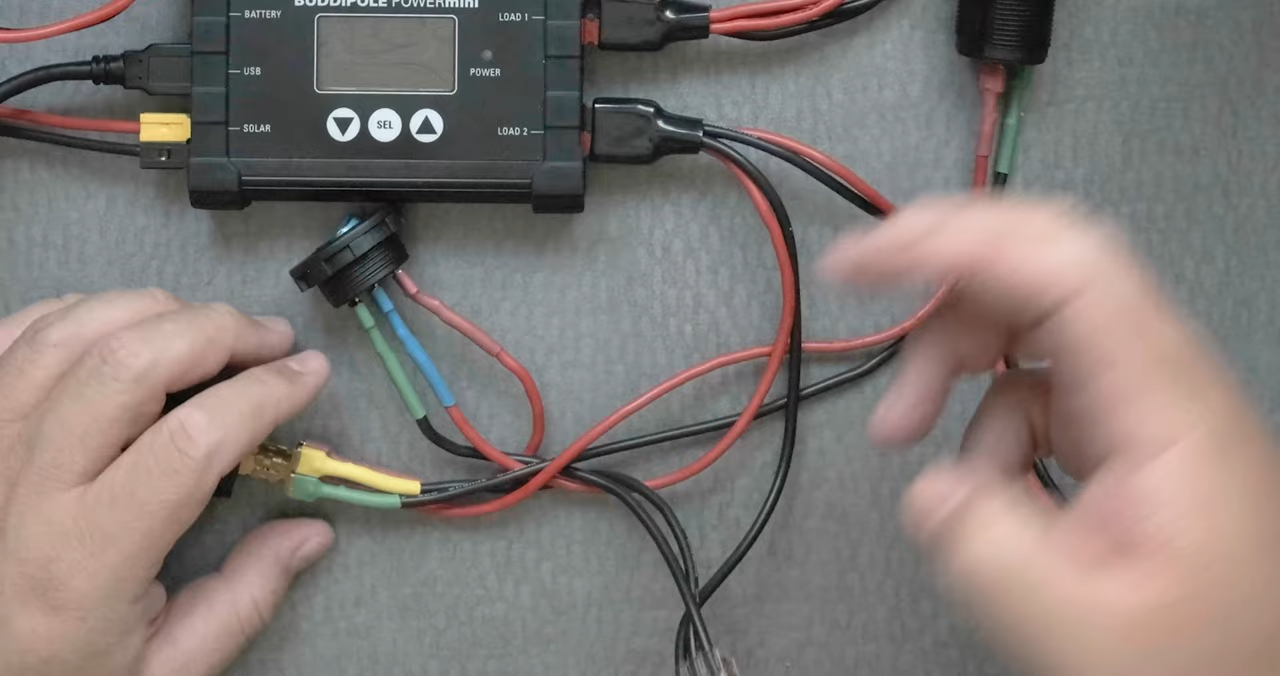 BUDDIPOLE POWERmini
BATTERY
LOAD 1
USB
POWER
SOLAR
SEL
LOAD 2